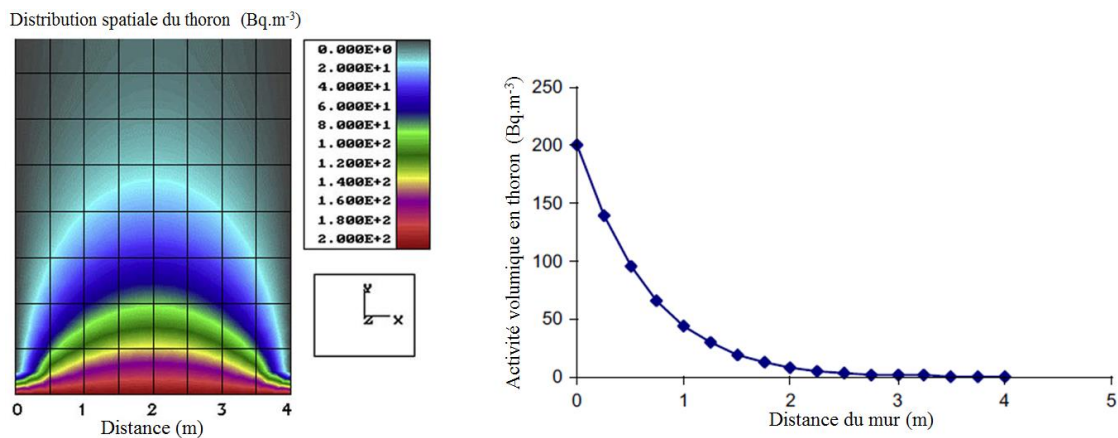 Distribution spatiale du thoron (Bq.m⁻³)
0.000E+0
2.000E+1
4.000E+1
6.000E+1
8.000E+1
1.000E+2
1.200E+2
1.400E+2
1.600E+2
1.800E+2
2.000E+2
Y
Z X
0 1 2 3 4
Distance (m)
Activité volumique en thoron (Bq.m⁻³)
250
200
150
100
50
0
0 1 2 3 4 5
Distance du mur (m)